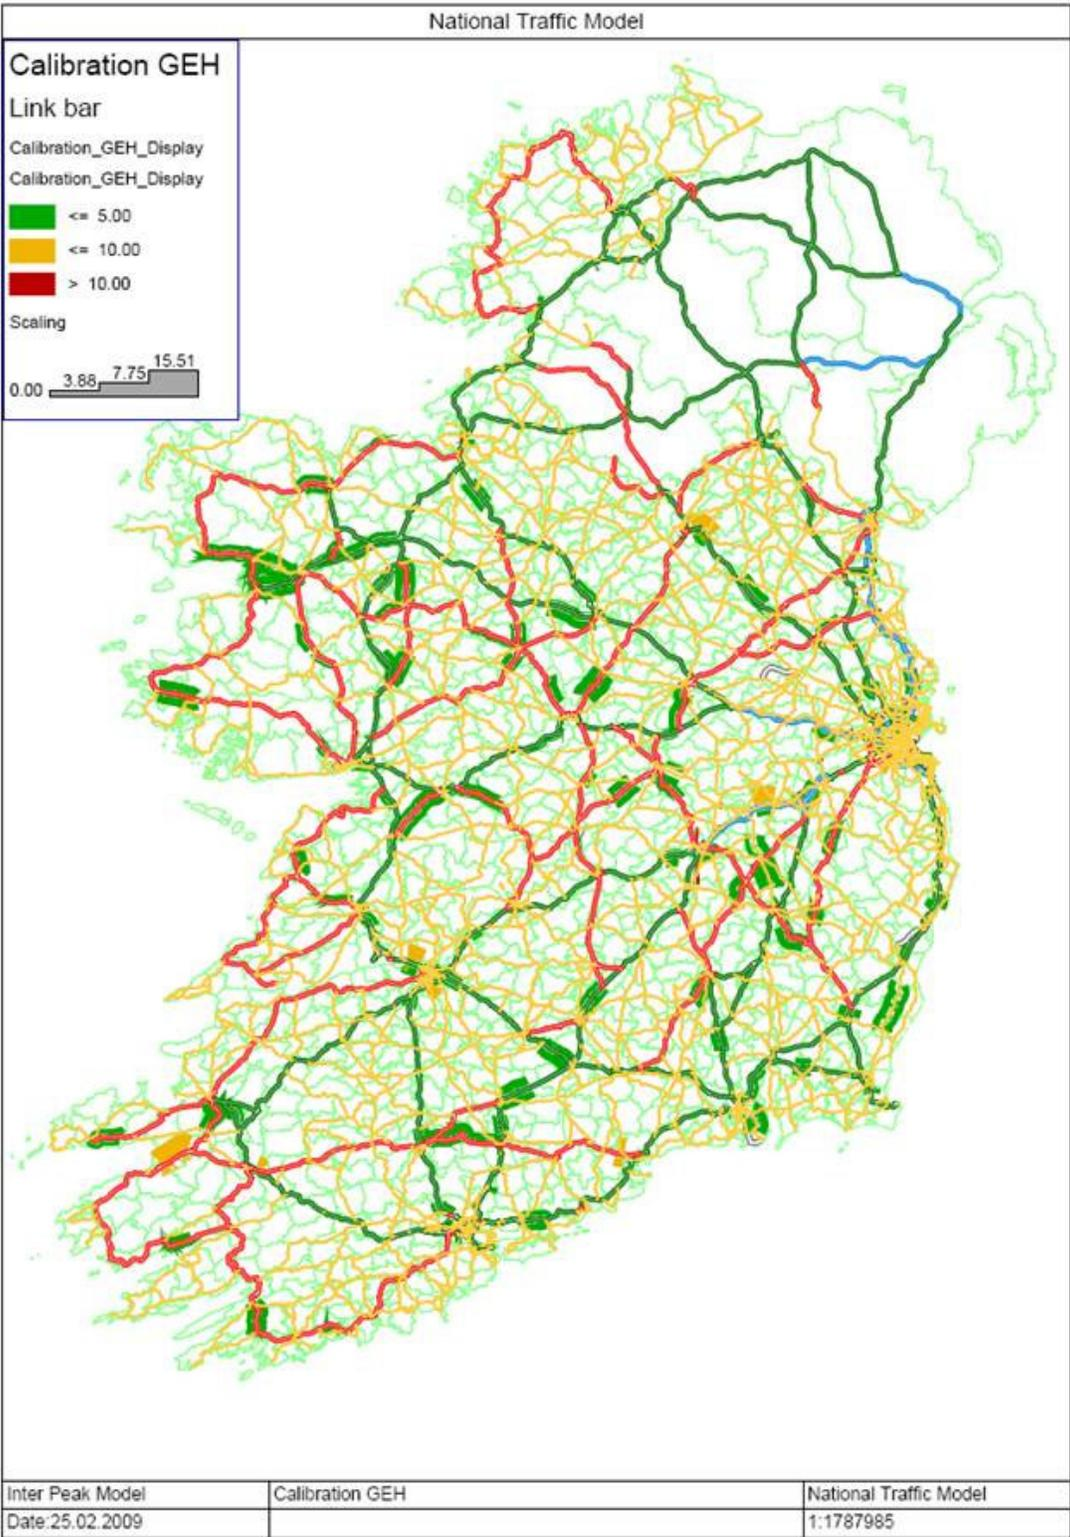 National Traffic Model
Calibration GEH
Link bar
Calibration_GEH_Display
Calibration_GEH_Display
<= 5.00
<= 10.00
> 10.00
Scaling
0.00 3.88 7.75 15.51
Inter Peak Model
Calibration GEH
National Traffic Model
Date:25.02.2009
1:1787985